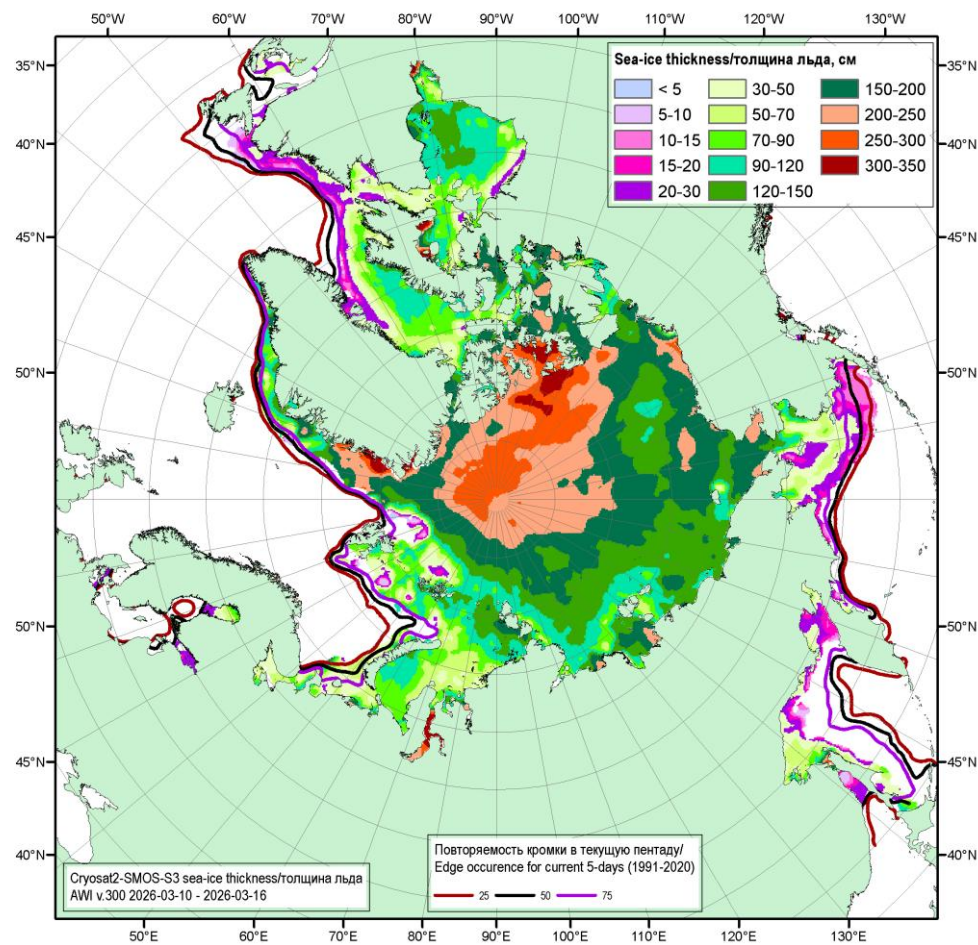 50°W 60°W 70°W 80°W 90°W 100°W 110°W 120°W 130°W
35°N 35°N
40°N 40°N
45°N 45°N
50°N 50°N
50°N 50°N
45°N 45°N
40°N 40°N
50°E 60°E 70°E 80°E 90°E 100°E 110°E 120°E 130°E
Sea-ice thickness/толщина льда, см
< 5 30-50 150-200
5-10 50-70 200-250
10-15 70-90 250-300
15-20 90-120 300-350
20-30 120-150
Повторяемость кромки в текущую пентаду/
Edge occurence for current 5-days (1991-2020)
25 50 75
Cryosat2-SMOS-S3 sea-ice thickness/толщина льда
AWI v.300 2026-03-10 - 2026-03-16